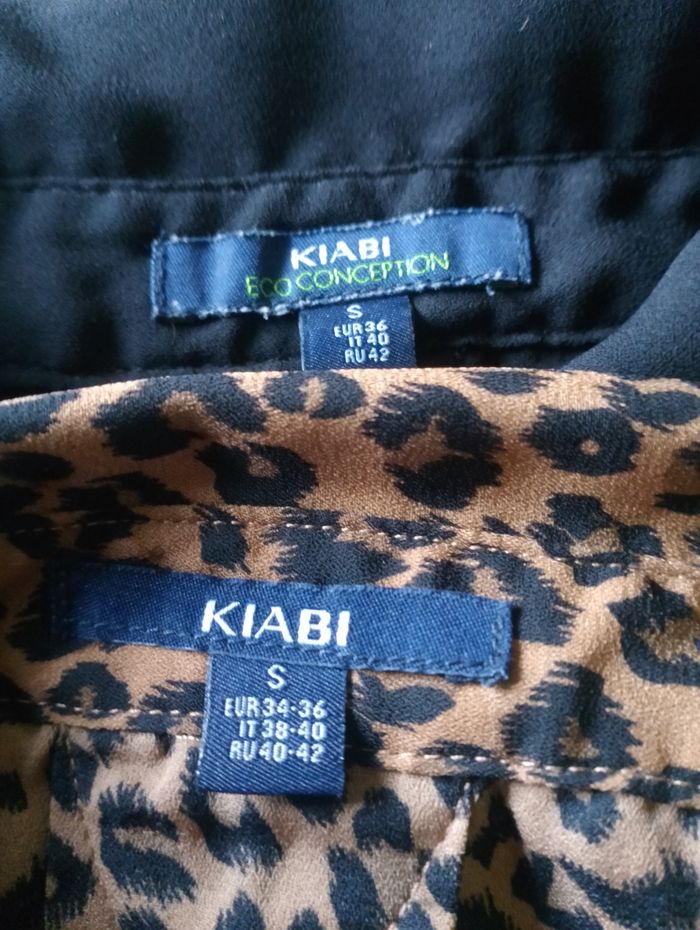 KIABI
ECO CONCEPTION
S
EUR 36
IT 40
RU 42
KIABI
S
EUR 34-36
IT 38-40
RU 40-42